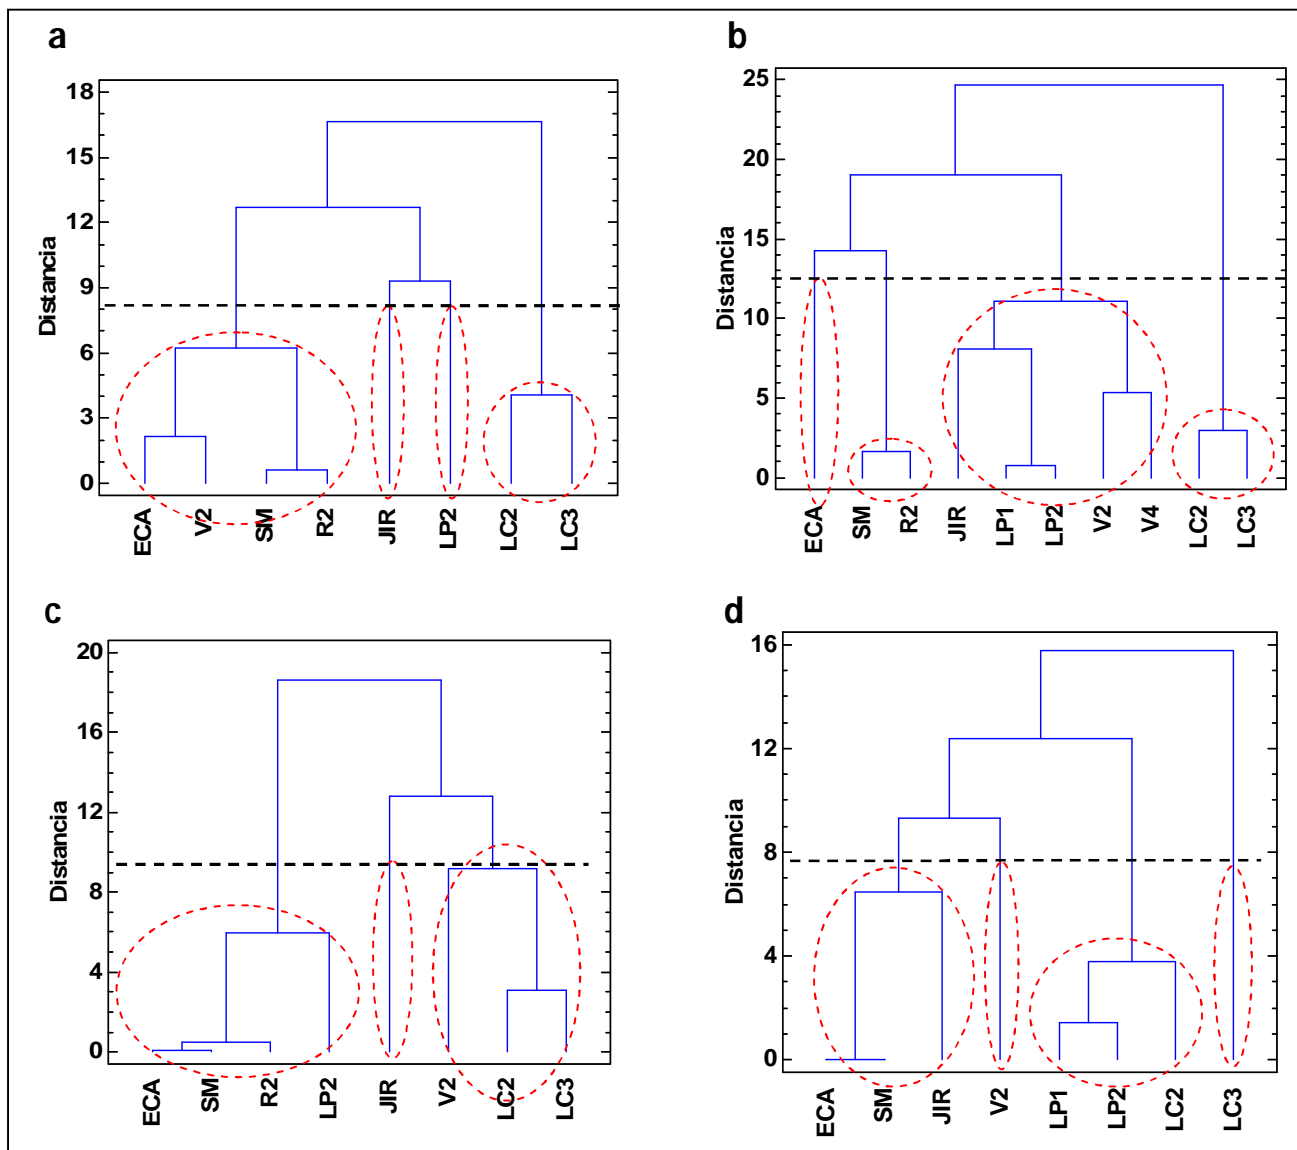 a
18
15
12
9
6
3
0
Distancia
ECA V2 SM R2 JIR LP2 LC2 LC3
b
25
20
15
10
5
0
Distancia
ECA SM R2 JIR LP1 LP2 V2 V4 LC2 LC3
c
20
16
12
8
4
0
Distancia
ECA SM R2 LP2 JIR V2 LC2 LC3
d
16
12
8
4
0
Distancia
ECA SM JIR V2 LP1 LP2 LC2 LC3